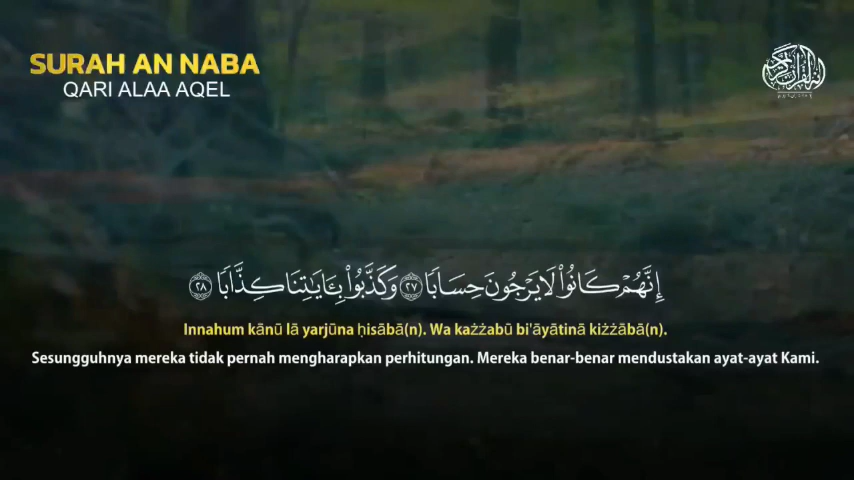 SURAH AN NABA
QARI ALAA AQEL
إِنَّهُمْ كَانُوا۟ لَا يَرْجُونَ حِسَابًا ٢٧ وَكَذَّبُوا۟ بِـَٔايَـٰتِنَا كِذَّابًا ٢٨
Innahum kānū lā yarjūna ḥisābā(n). Wa każżabū bi'āyātinā kiżżābā(n).
Sesungguhnya mereka tidak pernah mengharapkan perhitungan. Mereka benar-benar mendustakan ayat-ayat Kami.